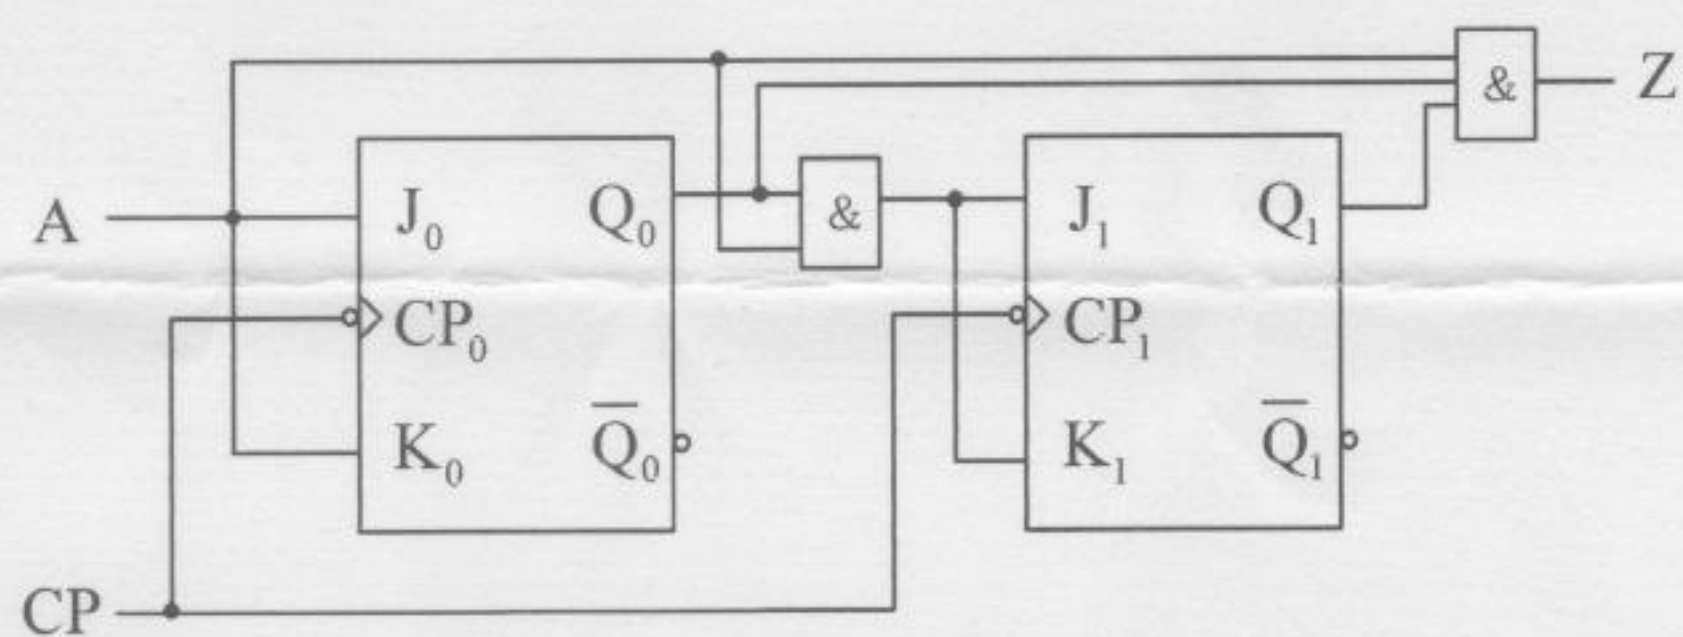 & Z
A J₀ Q₀ & J₁ Q₁
CP₀ CP₁
K₀ Q̅₀ K₁ Q̅₁
CP